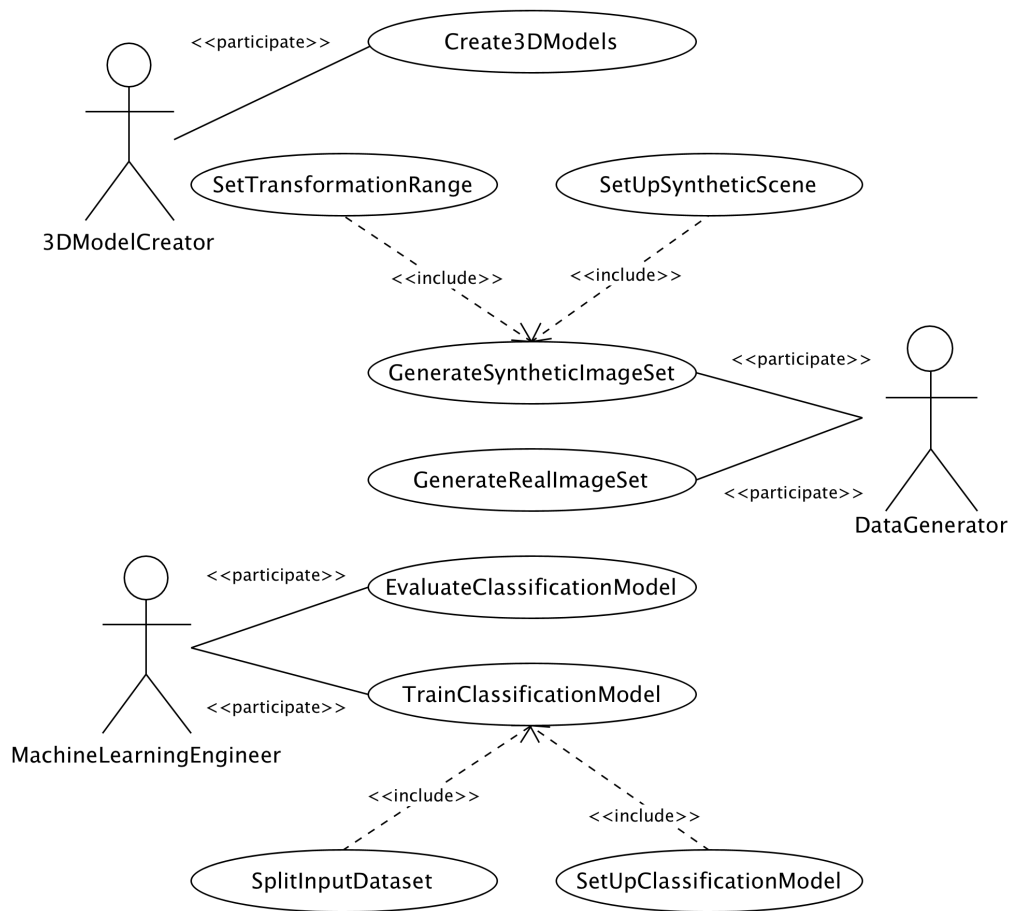 <<participate>>
Create3DModels
3DModelCreator
SetTransformationRange
SetUpSyntheticScene
<<include>>
<<include>>
GenerateSyntheticImageSet
<<participate>>
GenerateRealImageSet
<<participate>>
DataGenerator
<<participate>>
EvaluateClassificationModel
TrainClassificationModel
<<participate>>
MachineLearningEngineer
<<include>>
<<include>>
SplitInputDataset
SetUpClassificationModel